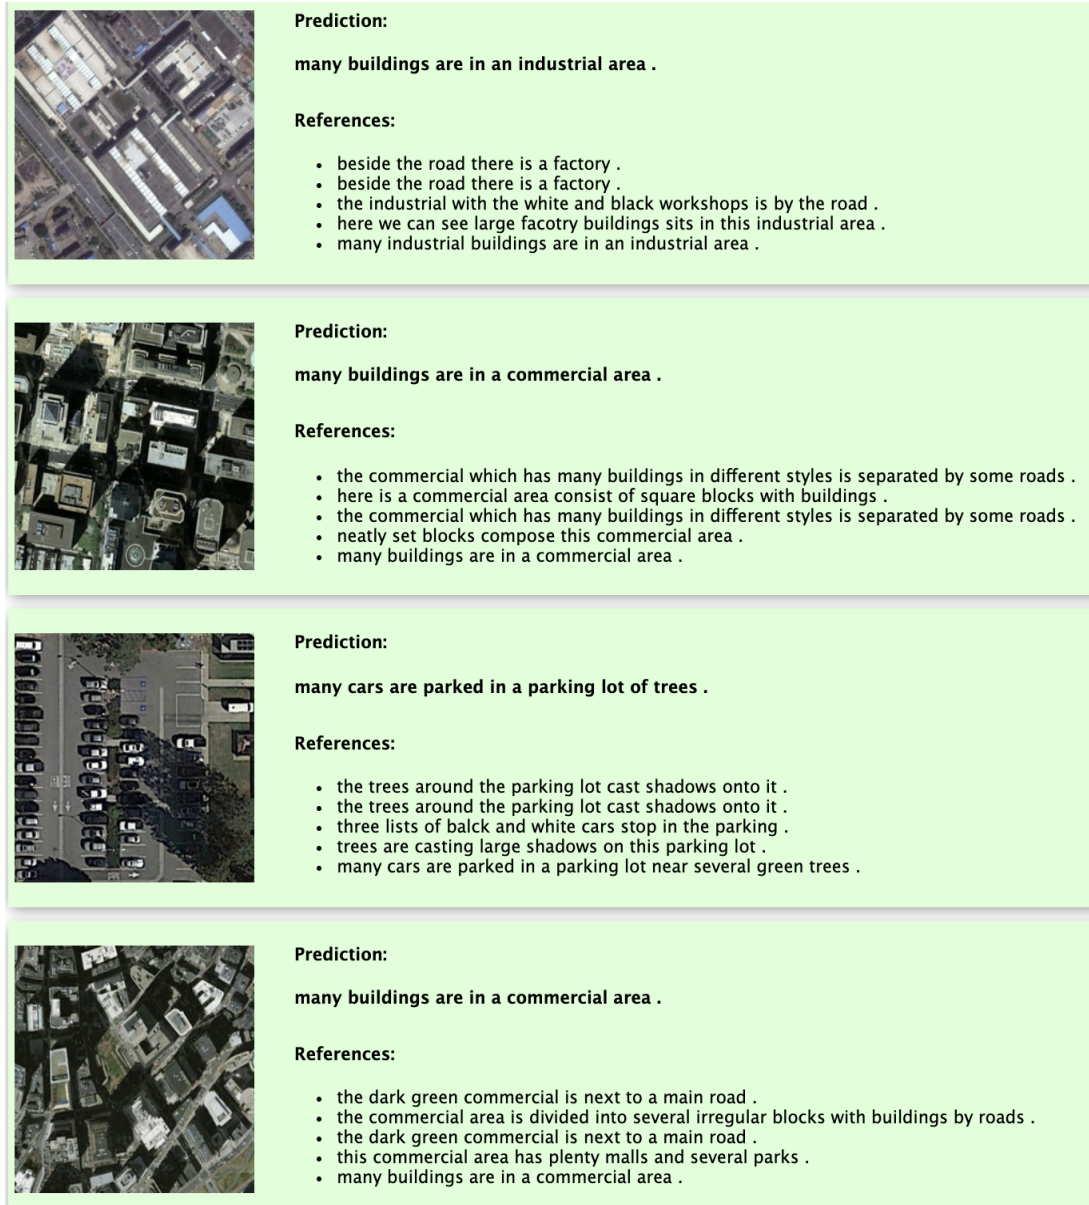 Prediction:
many buildings are in an industrial area .
References:
• beside the road there is a factory .
• beside the road there is a factory .
• the industrial with the white and black workshops is by the road .
• here we can see large facotry buildings sits in this industrial area .
• many industrial buildings are in an industrial area .
Prediction:
many buildings are in a commercial area .
References:
• the commercial which has many buildings in different styles is separated by some roads .
• here is a commercial area consist of square blocks with buildings .
• the commercial which has many buildings in different styles is separated by some roads .
• neatly set blocks compose this commercial area .
• many buildings are in a commercial area .
Prediction:
many cars are parked in a parking lot of trees .
References:
• the trees around the parking lot cast shadows onto it .
• the trees around the parking lot cast shadows onto it .
• three lists of balck and white cars stop in the parking .
• trees are casting large shadows on this parking lot .
• many cars are parked in a parking lot near several green trees .
Prediction:
many buildings are in a commercial area .
References:
• the dark green commercial is next to a main road .
• the commercial area is divided into several irregular blocks with buildings by roads .
• the dark green commercial is next to a main road .
• this commercial area has plenty malls and several parks .
• many buildings are in a commercial area .